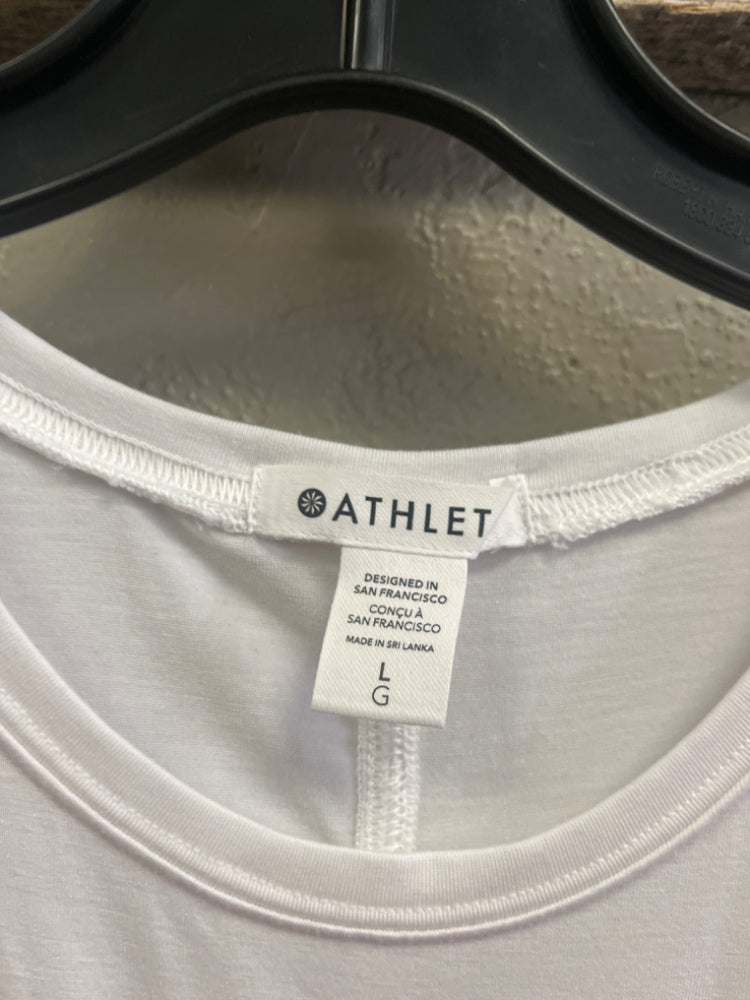 ATHLET
DESIGNED IN
SAN FRANCISCO
CONÇU À
SAN FRANCISCO
MADE IN SRI LANKA
L
G